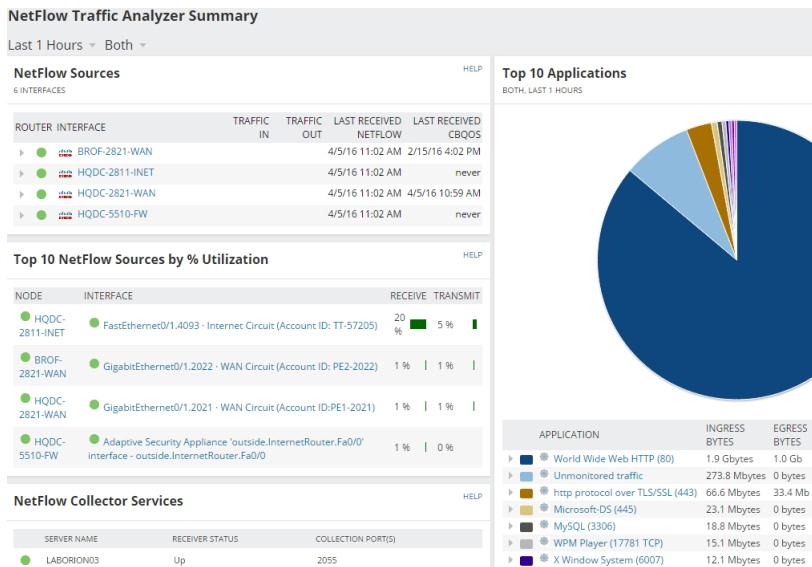 NetFlow Traffic Analyzer Summary
Last 1 Hours Both
NetFlow Sources
HELP
6 INTERFACES
ROUTER INTERFACE TRAFFIC IN TRAFFIC OUT LAST RECEIVED NETFLOW LAST RECEIVED CBQOS
BROF-2821-WAN 4/5/16 11:02 AM 2/15/16 4:02 PM
HQDC-2811-INET 4/5/16 11:02 AM never
HQDC-2821-WAN 4/5/16 11:02 AM 4/5/16 10:59 AM
HQDC-5510-FW 4/5/16 11:02 AM never
Top 10 NetFlow Sources by % Utilization
HELP
NODE INTERFACE RECEIVE TRANSMIT
HQDC-2811-INET FastEthernet0/1.4093 · Internet Circuit (Account ID: TT-57205) 20 % 5 %
BROF-2821-WAN GigabitEthernet0/1.2022 · WAN Circuit (Account ID: PE2-2022) 1 % 1 %
HQDC-2821-WAN GigabitEthernet0/1.2021 · WAN Circuit (Account ID:PE1-2021) 1 % 1 %
HQDC-5510-FW Adaptive Security Appliance 'outside.InternetRouter.Fa0/0' interface - outside.InternetRouter.Fa0/0 1 % 0 %
NetFlow Collector Services
HELP
SERVER NAME RECEIVER STATUS COLLECTION PORT(S)
LABORION03 Up 2055
Top 10 Applications
BOTH, LAST 1 HOURS
APPLICATION INGRESS BYTES EGRESS BYTES
World Wide Web HTTP (80) 1.9 Gbytes 1.0 Gb
Unmonitored traffic 273.8 Mbytes 0 bytes
http protocol over TLS/SSL (443) 66.6 Mbytes 33.4 Mb
Microsoft-DS (445) 23.1 Mbytes 0 bytes
MySQL (3306) 18.8 Mbytes 0 bytes
WPM Player (17781 TCP) 15.1 Mbytes 0 bytes
X Window System (6007) 12.1 Mbytes 0 bytes